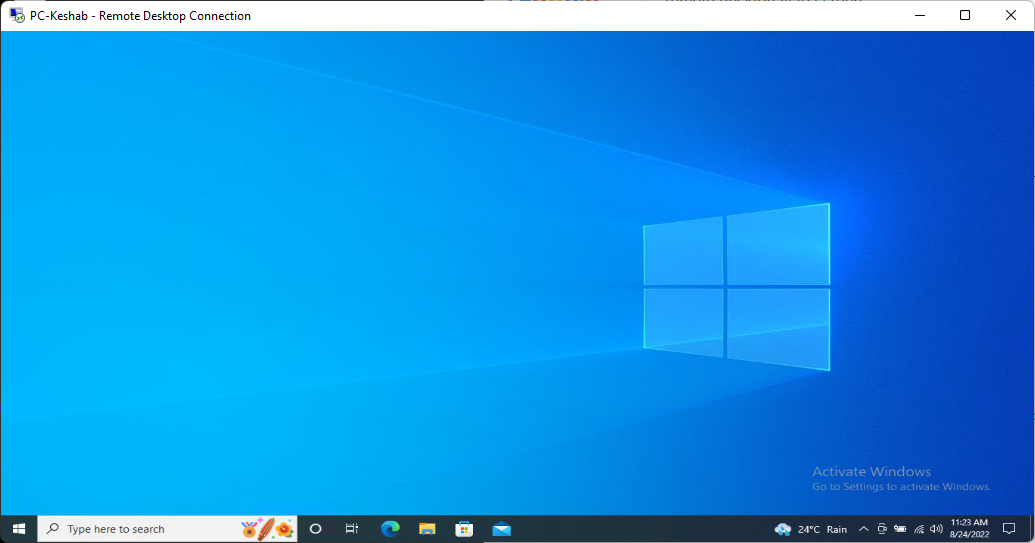 PC-Keshab - Remote Desktop Connection
Activate Windows
Go to Settings to activate Windows.
Type here to search
24°C Rain
11:23 AM
8/24/2022